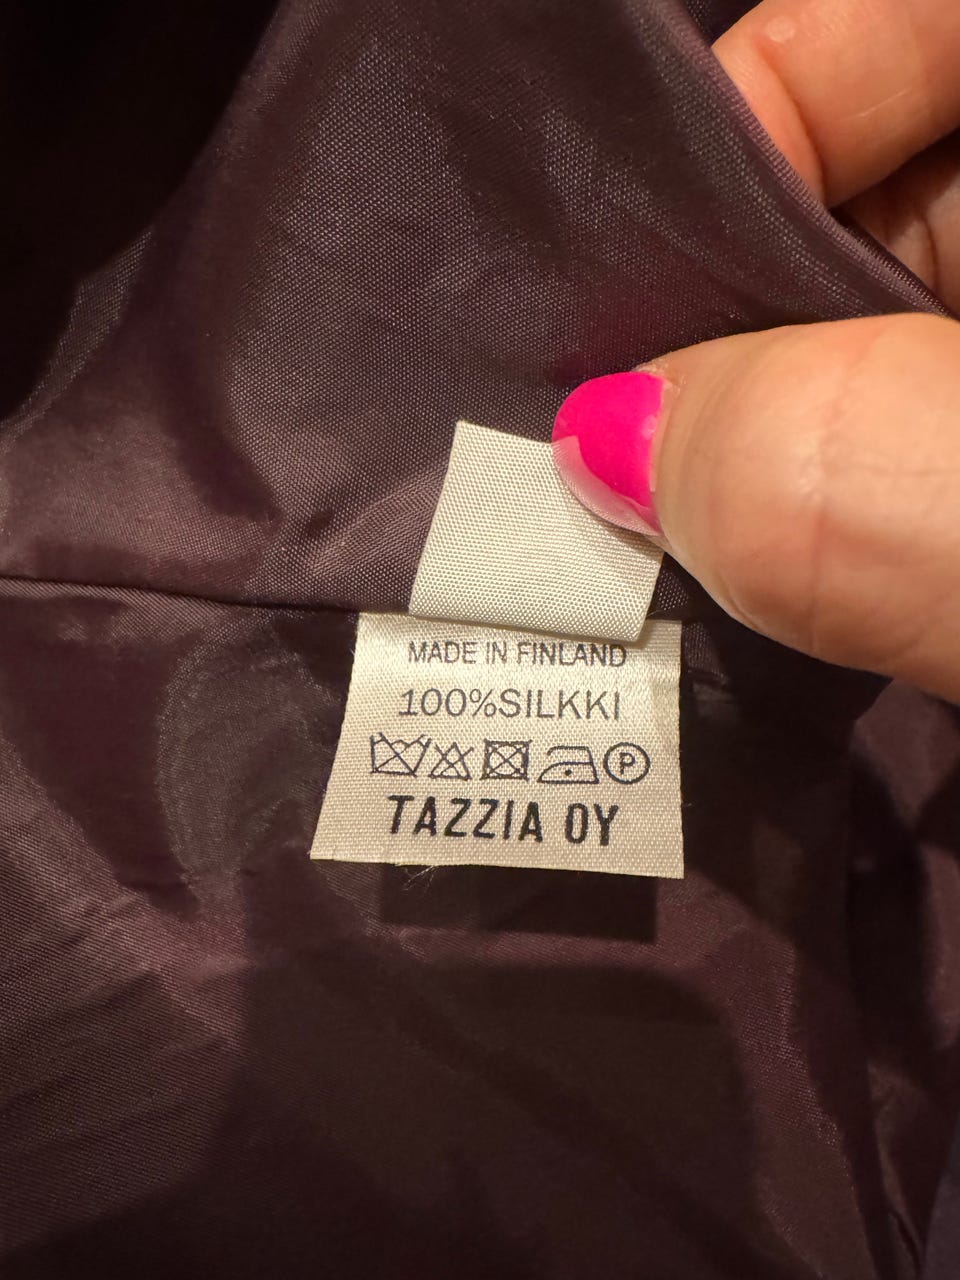 MADE IN FINLAND
100%SILKKI
P
TAZZIA OY